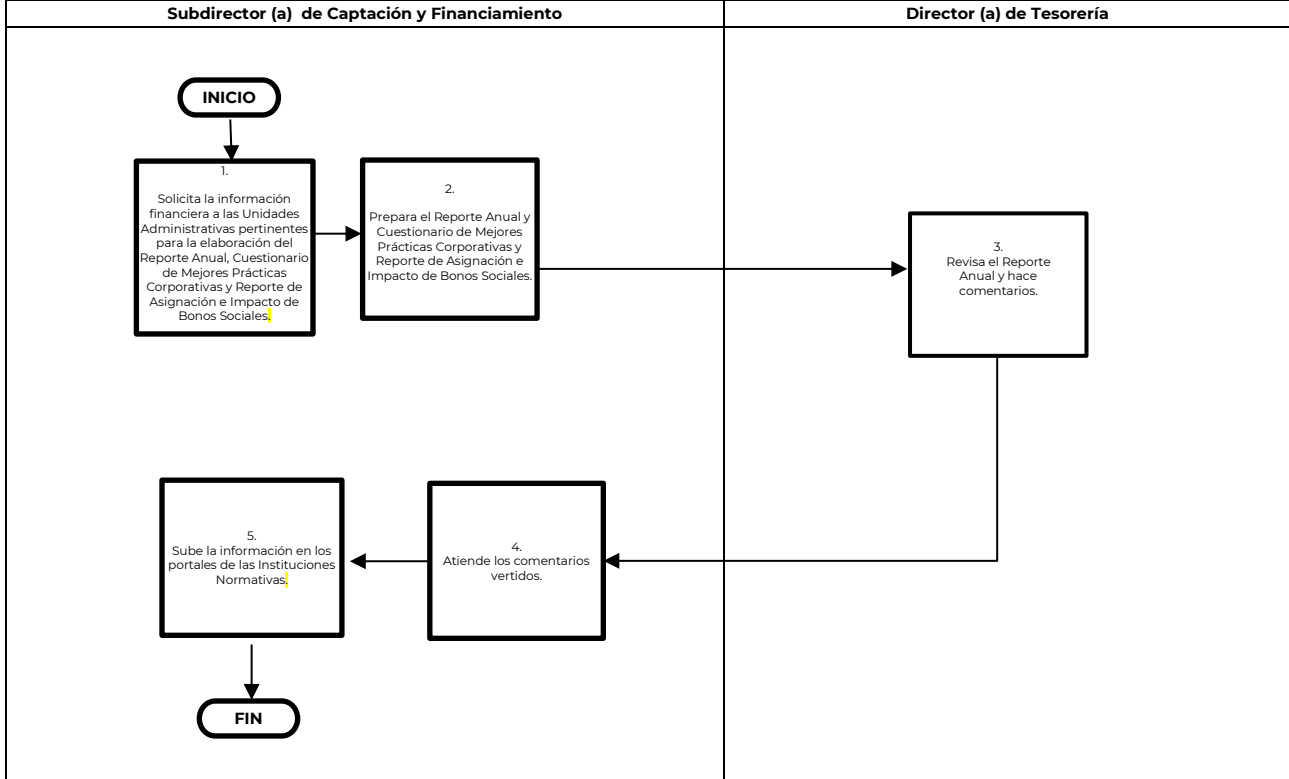 Subdirector (a)  de Captación y Financiamiento
Director (a) de Tesorería
INICIO
1.
Solicita la información
financiera a las Unidades
Administrativas pertinentes
para la elaboración del
Reporte Anual, Cuestionario
de Mejores Prácticas
Corporativas y Reporte de
Asignación e Impacto de
Bonos Sociales.
2.
Prepara el Reporte Anual y
Cuestionario de Mejores
Prácticas Corporativas y
Reporte de Asignación e
Impacto de Bonos Sociales.
3.
Revisa el Reporte
Anual y hace
comentarios.
4.
Atiende los comentarios
vertidos.
5.
Sube la información en los
portales de las Instituciones
Normativas.
FIN